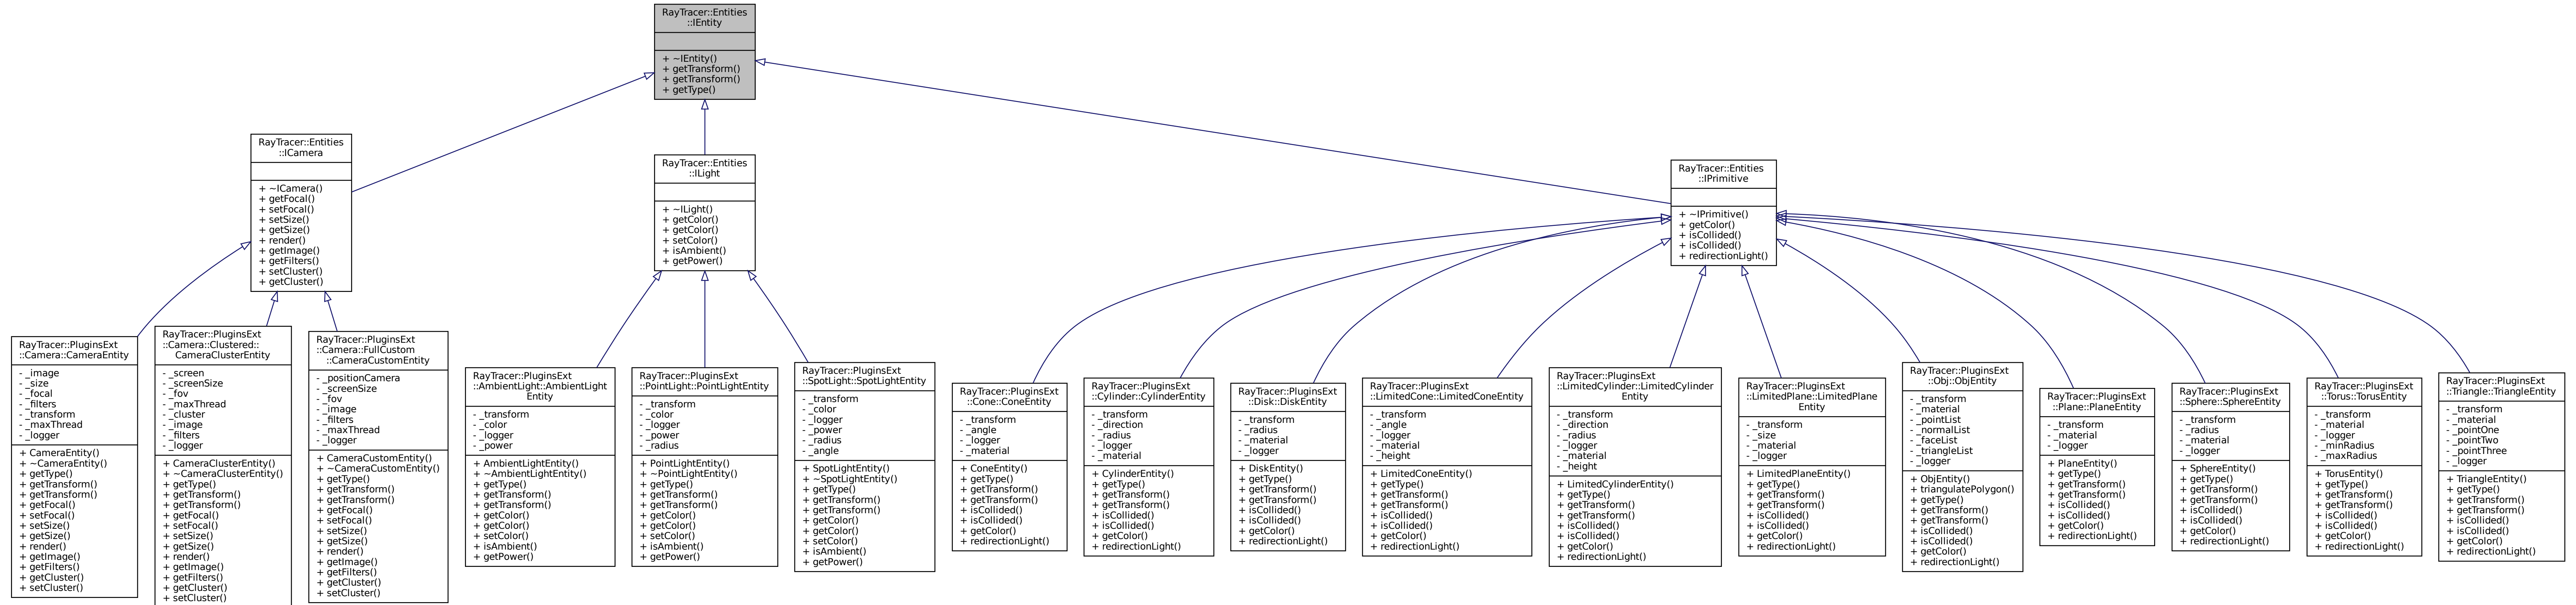 RayTracer::Entities
::IEntity
+ ~IEntity()
+ getTransform()
+ getTransform()
+ getType()
RayTracer::Entities
::ICamera
+ ~ICamera()
+ getFocal()
+ setFocal()
+ setSize()
+ getSize()
+ render()
+ getImage()
+ getFilters()
+ setCluster()
+ getCluster()
RayTracer::Entities
::ILight
+ ~ILight()
+ getColor()
+ getColor()
+ setColor()
+ isAmbient()
+ getPower()
RayTracer::Entities
::IPrimitive
+ ~IPrimitive()
+ getColor()
+ isCollided()
+ isCollided()
+ redirectionLight()
RayTracer::PluginsExt
::Camera::CameraEntity
- _image
- _size
- _focal
- _filters
- _transform
- _maxThread
- _logger
+ CameraEntity()
+ ~CameraEntity()
+ getType()
+ getTransform()
+ getTransform()
+ getFocal()
+ setFocal()
+ setSize()
+ getSize()
+ render()
+ getImage()
+ getFilters()
+ getCluster()
+ setCluster()
RayTracer::PluginsExt
::Camera::Clustered::
CameraClusterEntity
- _screen
- _screenSize
- _fov
- _maxThread
- _cluster
- _image
- _filters
- _logger
+ CameraClusterEntity()
+ ~CameraClusterEntity()
+ getType()
+ getTransform()
+ getTransform()
+ getFocal()
+ setFocal()
+ setSize()
+ getSize()
+ render()
+ getImage()
+ getFilters()
+ getCluster()
+ setCluster()
RayTracer::PluginsExt
::Camera::FullCustom
::CameraCustomEntity
- _positionCamera
- _screenSize
- _fov
- _image
- _filters
- _maxThread
- _logger
+ CameraCustomEntity()
+ ~CameraCustomEntity()
+ getType()
+ getTransform()
+ getTransform()
+ getFocal()
+ setFocal()
+ setSize()
+ getSize()
+ render()
+ getImage()
+ getFilters()
+ getCluster()
+ setCluster()
RayTracer::PluginsExt
::AmbientLight::AmbientLight
Entity
- _transform
- _color
- _logger
- _power
+ AmbientLightEntity()
+ ~AmbientLightEntity()
+ getType()
+ getTransform()
+ getTransform()
+ getColor()
+ getColor()
+ setColor()
+ isAmbient()
+ getPower()
RayTracer::PluginsExt
::PointLight::PointLightEntity
- _transform
- _color
- _logger
- _power
- _radius
+ PointLightEntity()
+ ~PointLightEntity()
+ getType()
+ getTransform()
+ getTransform()
+ getColor()
+ getColor()
+ setColor()
+ isAmbient()
+ getPower()
RayTracer::PluginsExt
::SpotLight::SpotLightEntity
- _transform
- _color
- _logger
- _power
- _radius
- _angle
+ SpotLightEntity()
+ ~SpotLightEntity()
+ getType()
+ getTransform()
+ getTransform()
+ getColor()
+ getColor()
+ setColor()
+ isAmbient()
+ getPower()
RayTracer::PluginsExt
::Cone::ConeEntity
- _transform
- _angle
- _logger
- _material
+ ConeEntity()
+ getType()
+ getTransform()
+ getTransform()
+ isCollided()
+ isCollided()
+ getColor()
+ redirectionLight()
RayTracer::PluginsExt
::Cylinder::CylinderEntity
- _transform
- _direction
- _radius
- _logger
- _material
+ CylinderEntity()
+ getType()
+ getTransform()
+ getTransform()
+ isCollided()
+ isCollided()
+ getColor()
+ redirectionLight()
RayTracer::PluginsExt
::Disk::DiskEntity
- _transform
- _radius
- _material
- _logger
+ DiskEntity()
+ getType()
+ getTransform()
+ getTransform()
+ isCollided()
+ isCollided()
+ getColor()
+ redirectionLight()
RayTracer::PluginsExt
::LimitedCone::LimitedConeEntity
- _transform
- _angle
- _logger
- _material
- _height
+ LimitedConeEntity()
+ getType()
+ getTransform()
+ getTransform()
+ isCollided()
+ isCollided()
+ getColor()
+ redirectionLight()
RayTracer::PluginsExt
::LimitedCylinder::LimitedCylinder
Entity
- _transform
- _direction
- _radius
- _logger
- _material
- _height
+ LimitedCylinderEntity()
+ getType()
+ getTransform()
+ getTransform()
+ isCollided()
+ isCollided()
+ getColor()
+ redirectionLight()
RayTracer::PluginsExt
::LimitedPlane::LimitedPlane
Entity
- _transform
- _size
- _material
- _logger
+ LimitedPlaneEntity()
+ getType()
+ getTransform()
+ getTransform()
+ isCollided()
+ isCollided()
+ getColor()
+ redirectionLight()
RayTracer::PluginsExt
::Obj::ObjEntity
- _transform
- _material
- _pointList
- _normalList
- _faceList
- _triangleList
- _logger
+ ObjEntity()
+ triangulatePolygon()
+ getType()
+ getTransform()
+ getTransform()
+ isCollided()
+ isCollided()
+ getColor()
+ redirectionLight()
RayTracer::PluginsExt
::Plane::PlaneEntity
- _transform
- _material
- _logger
+ PlaneEntity()
+ getType()
+ getTransform()
+ getTransform()
+ isCollided()
+ isCollided()
+ getColor()
+ redirectionLight()
RayTracer::PluginsExt
::Sphere::SphereEntity
- _transform
- _radius
- _material
- _logger
+ SphereEntity()
+ getType()
+ getTransform()
+ getTransform()
+ isCollided()
+ isCollided()
+ getColor()
+ redirectionLight()
RayTracer::PluginsExt
::Torus::TorusEntity
- _transform
- _material
- _logger
- _minRadius
- _maxRadius
+ TorusEntity()
+ getType()
+ getTransform()
+ getTransform()
+ isCollided()
+ isCollided()
+ getColor()
+ redirectionLight()
RayTracer::PluginsExt
::Triangle::TriangleEntity
- _transform
- _material
- _pointOne
- _pointTwo
- _pointThree
- _logger
+ TriangleEntity()
+ getType()
+ getTransform()
+ getTransform()
+ isCollided()
+ isCollided()
+ getColor()
+ redirectionLight()